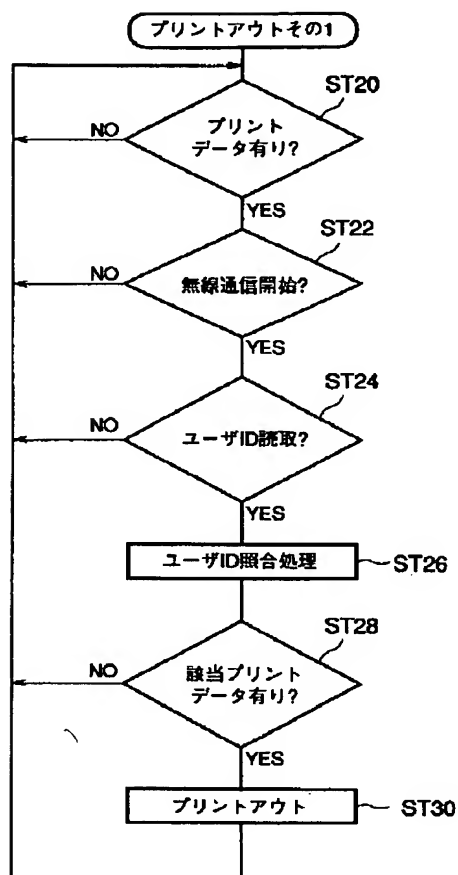 プリントアウトその1
ST20
NO
プリント
データ有り?
YES
ST22
NO
無線通信開始?
YES
ST24
NO
ユーザID読取?
YES
ユーザID照合処理
ST26
ST28
NO
該当プリント
データ有り?
YES
プリントアウト
ST30